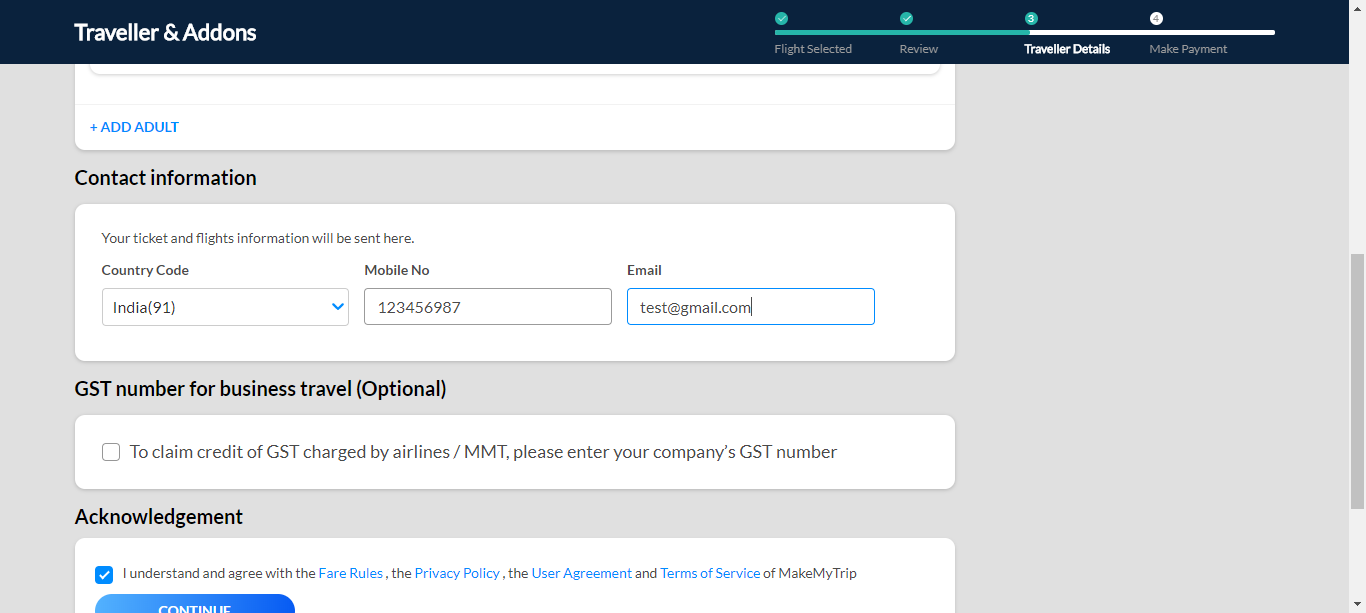 Traveller & Addons
3
4
Flight Selected
Review
Traveller Details
Make Payment
+ ADD ADULT
Contact information
Your ticket and flights information will be sent here.
Country Code
Mobile No
Email
India(91)
123456987
test@gmail.com
GST number for business travel (Optional)
To claim credit of GST charged by airlines / MMT, please enter your company’s GST number
Acknowledgement
I understand and agree with the Fare Rules , the Privacy Policy , the User Agreement and Terms of Service of MakeMyTrip
CONTINUE